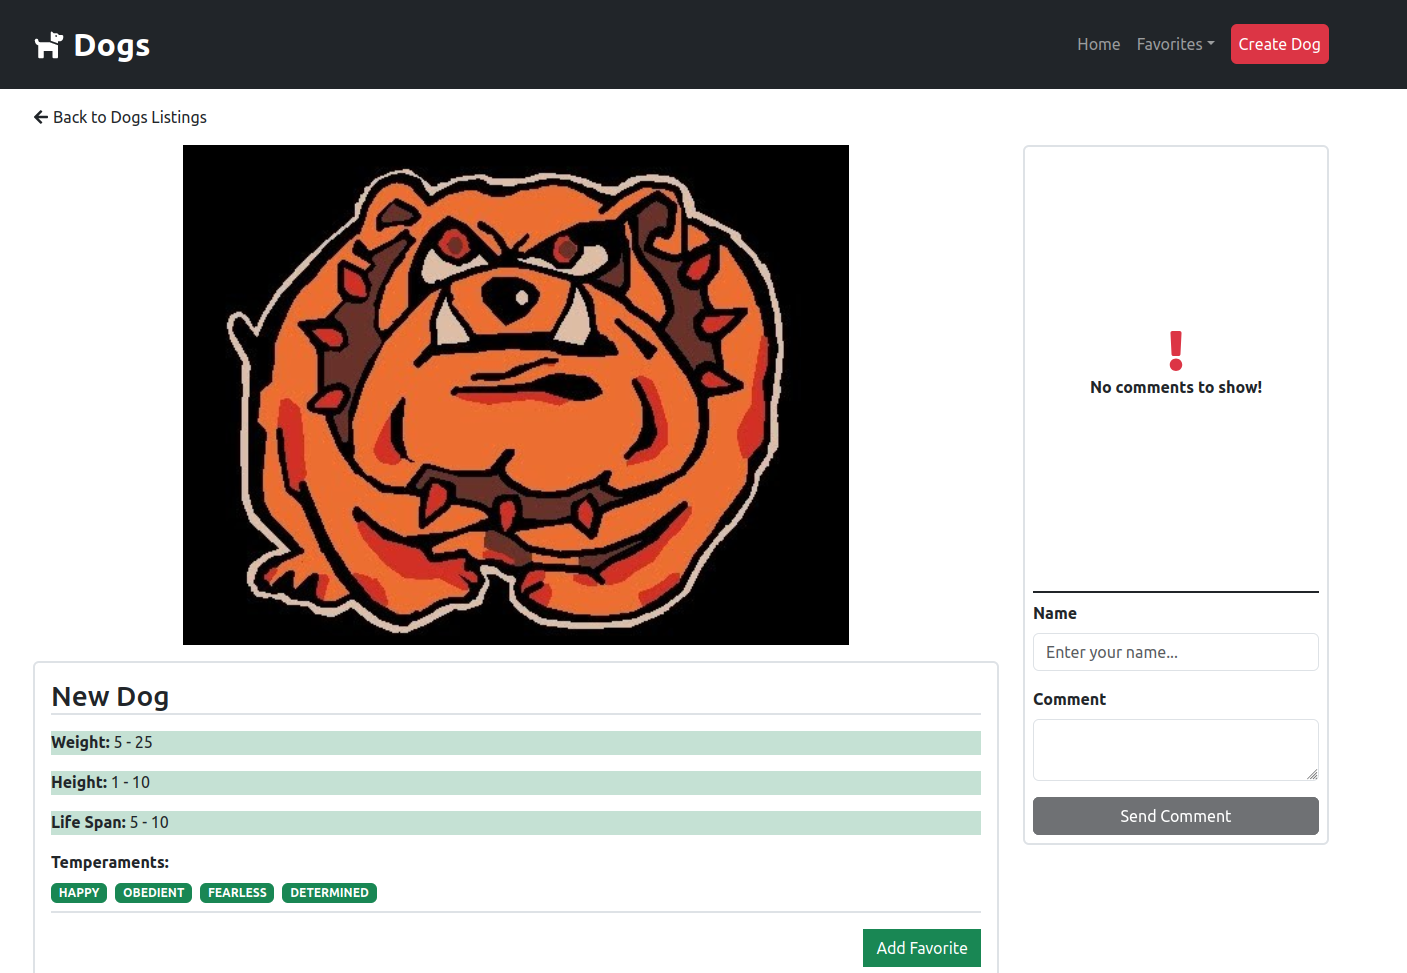 Dogs
Home Favorites Create Dog
Back to Dogs Listings
No comments to show!
Name
Enter your name...
Comment
Send Comment
New Dog
Weight: 5 - 25
Height: 1 - 10
Life Span: 5 - 10
Temperaments:
HAPPY OBEDIENT FEARLESS DETERMINED
Add Favorite